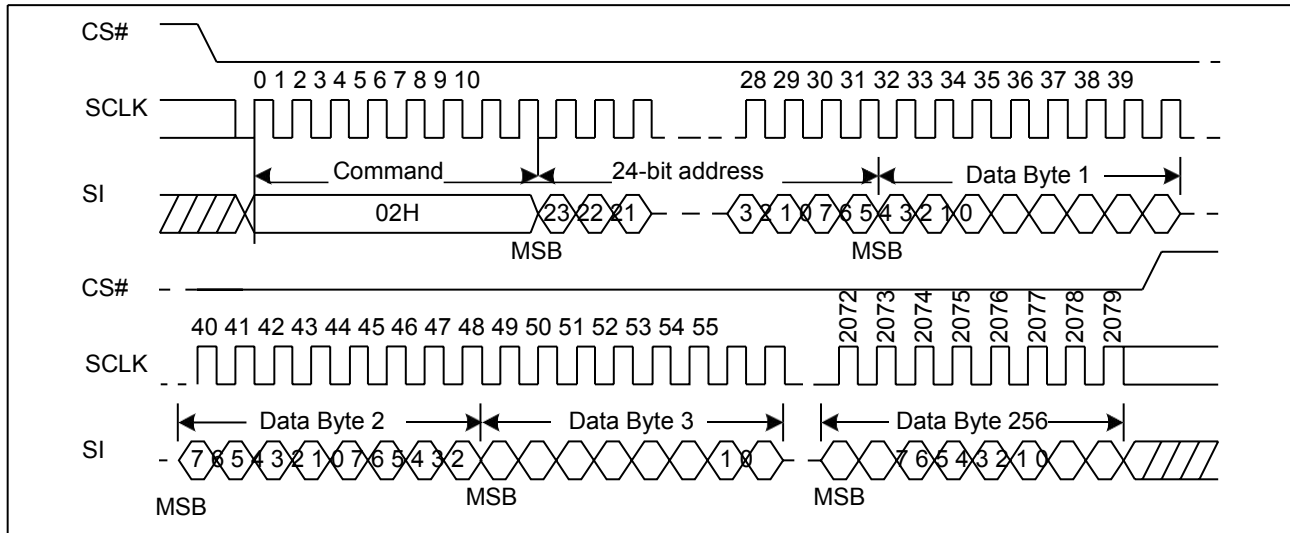 CS#
0 1 2 3 4 5 6 7 8 9 10 28 29 30 31 32 33 34 35 36 37 38 39
SCLK
Command 24-bit address Data Byte 1
SI
02H 23 22 21 3 2 1 0 7 6 5 4 3 2 1 0
MSB MSB
CS#
40 41 42 43 44 45 46 47 48 49 50 51 52 53 54 55 2072 2073 2074 2075 2076 2077 2078 2079
SCLK
Data Byte 2 Data Byte 3 Data Byte 256
SI
7 6 5 4 3 2 1 0 7 6 5 4 3 2 1 0 7 6 5 4 3 2 1 0
MSB MSB MSB